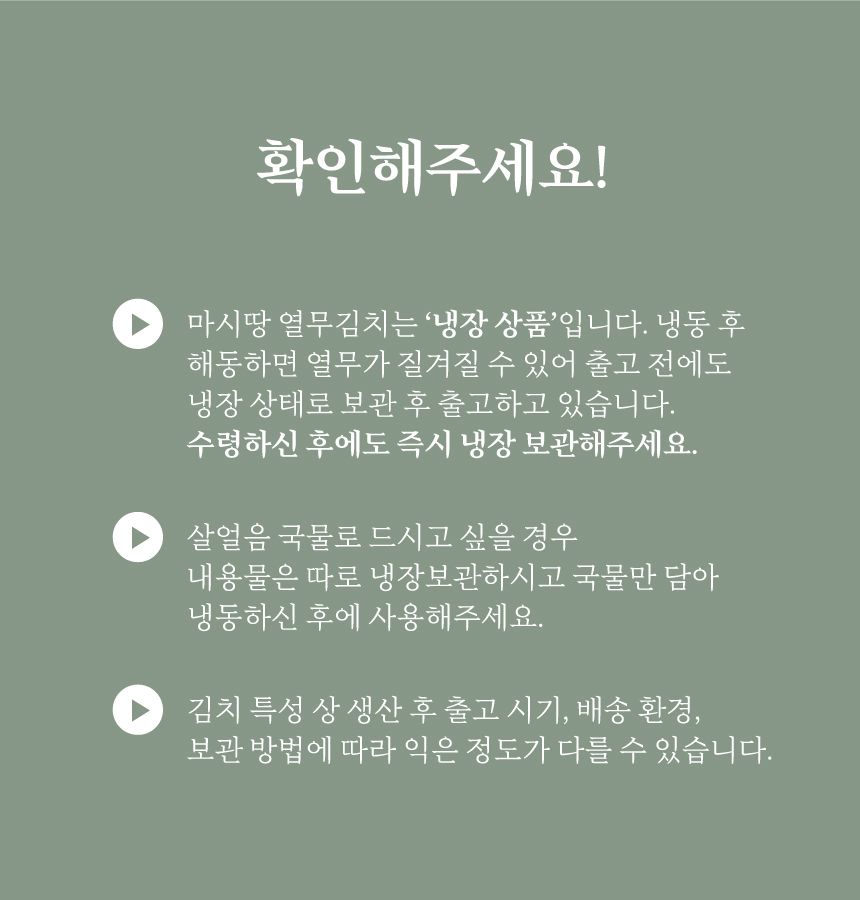 확인해주세요!
마시땅 열무김치는 ‘냉장 상품’입니다. 냉동 후
해동하면 열무가 질겨질 수 있어 출고 전에도
냉장 상태로 보관 후 출고하고 있습니다.
수령하신 후에도 즉시 냉장 보관해주세요.
살얼음 국물로 드시고 싶을 경우
내용물은 따로 냉장보관하시고 국물만 담아
냉동하신 후에 사용해주세요.
김치 특성 상 생산 후 출고 시기, 배송 환경,
보관 방법에 따라 익은 정도가 다를 수 있습니다.